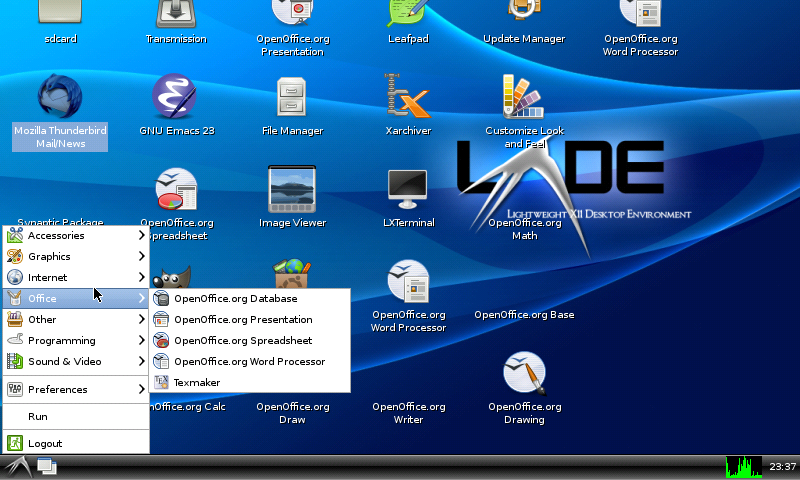 sdcard
Transmission
OpenOffice.org
Presentation
Leafpad
Update Manager
OpenOffice.org
Word Processor
Mozilla Thunderbird
Mail/News
GNU Emacs 23
File Manager
Xarchiver
Customize Look
and Feel
LXDE
Lightweight X11 Desktop Environment
Synaptic Package
OpenOffice.org
Spreadsheet
Image Viewer
LXTerminal
OpenOffice.org
Math
Accessories
Graphics
Internet
Office
Other
Programming
Sound & Video
Preferences
Run
Logout
OpenOffice.org Database
OpenOffice.org Presentation
OpenOffice.org Spreadsheet
OpenOffice.org Word Processor
Texmaker
OpenOffice.org
Word Processor
OpenOffice.org Base
Office.org Calc
OpenOffice.org
Draw
OpenOffice.org
Writer
OpenOffice.org
Drawing
23:37